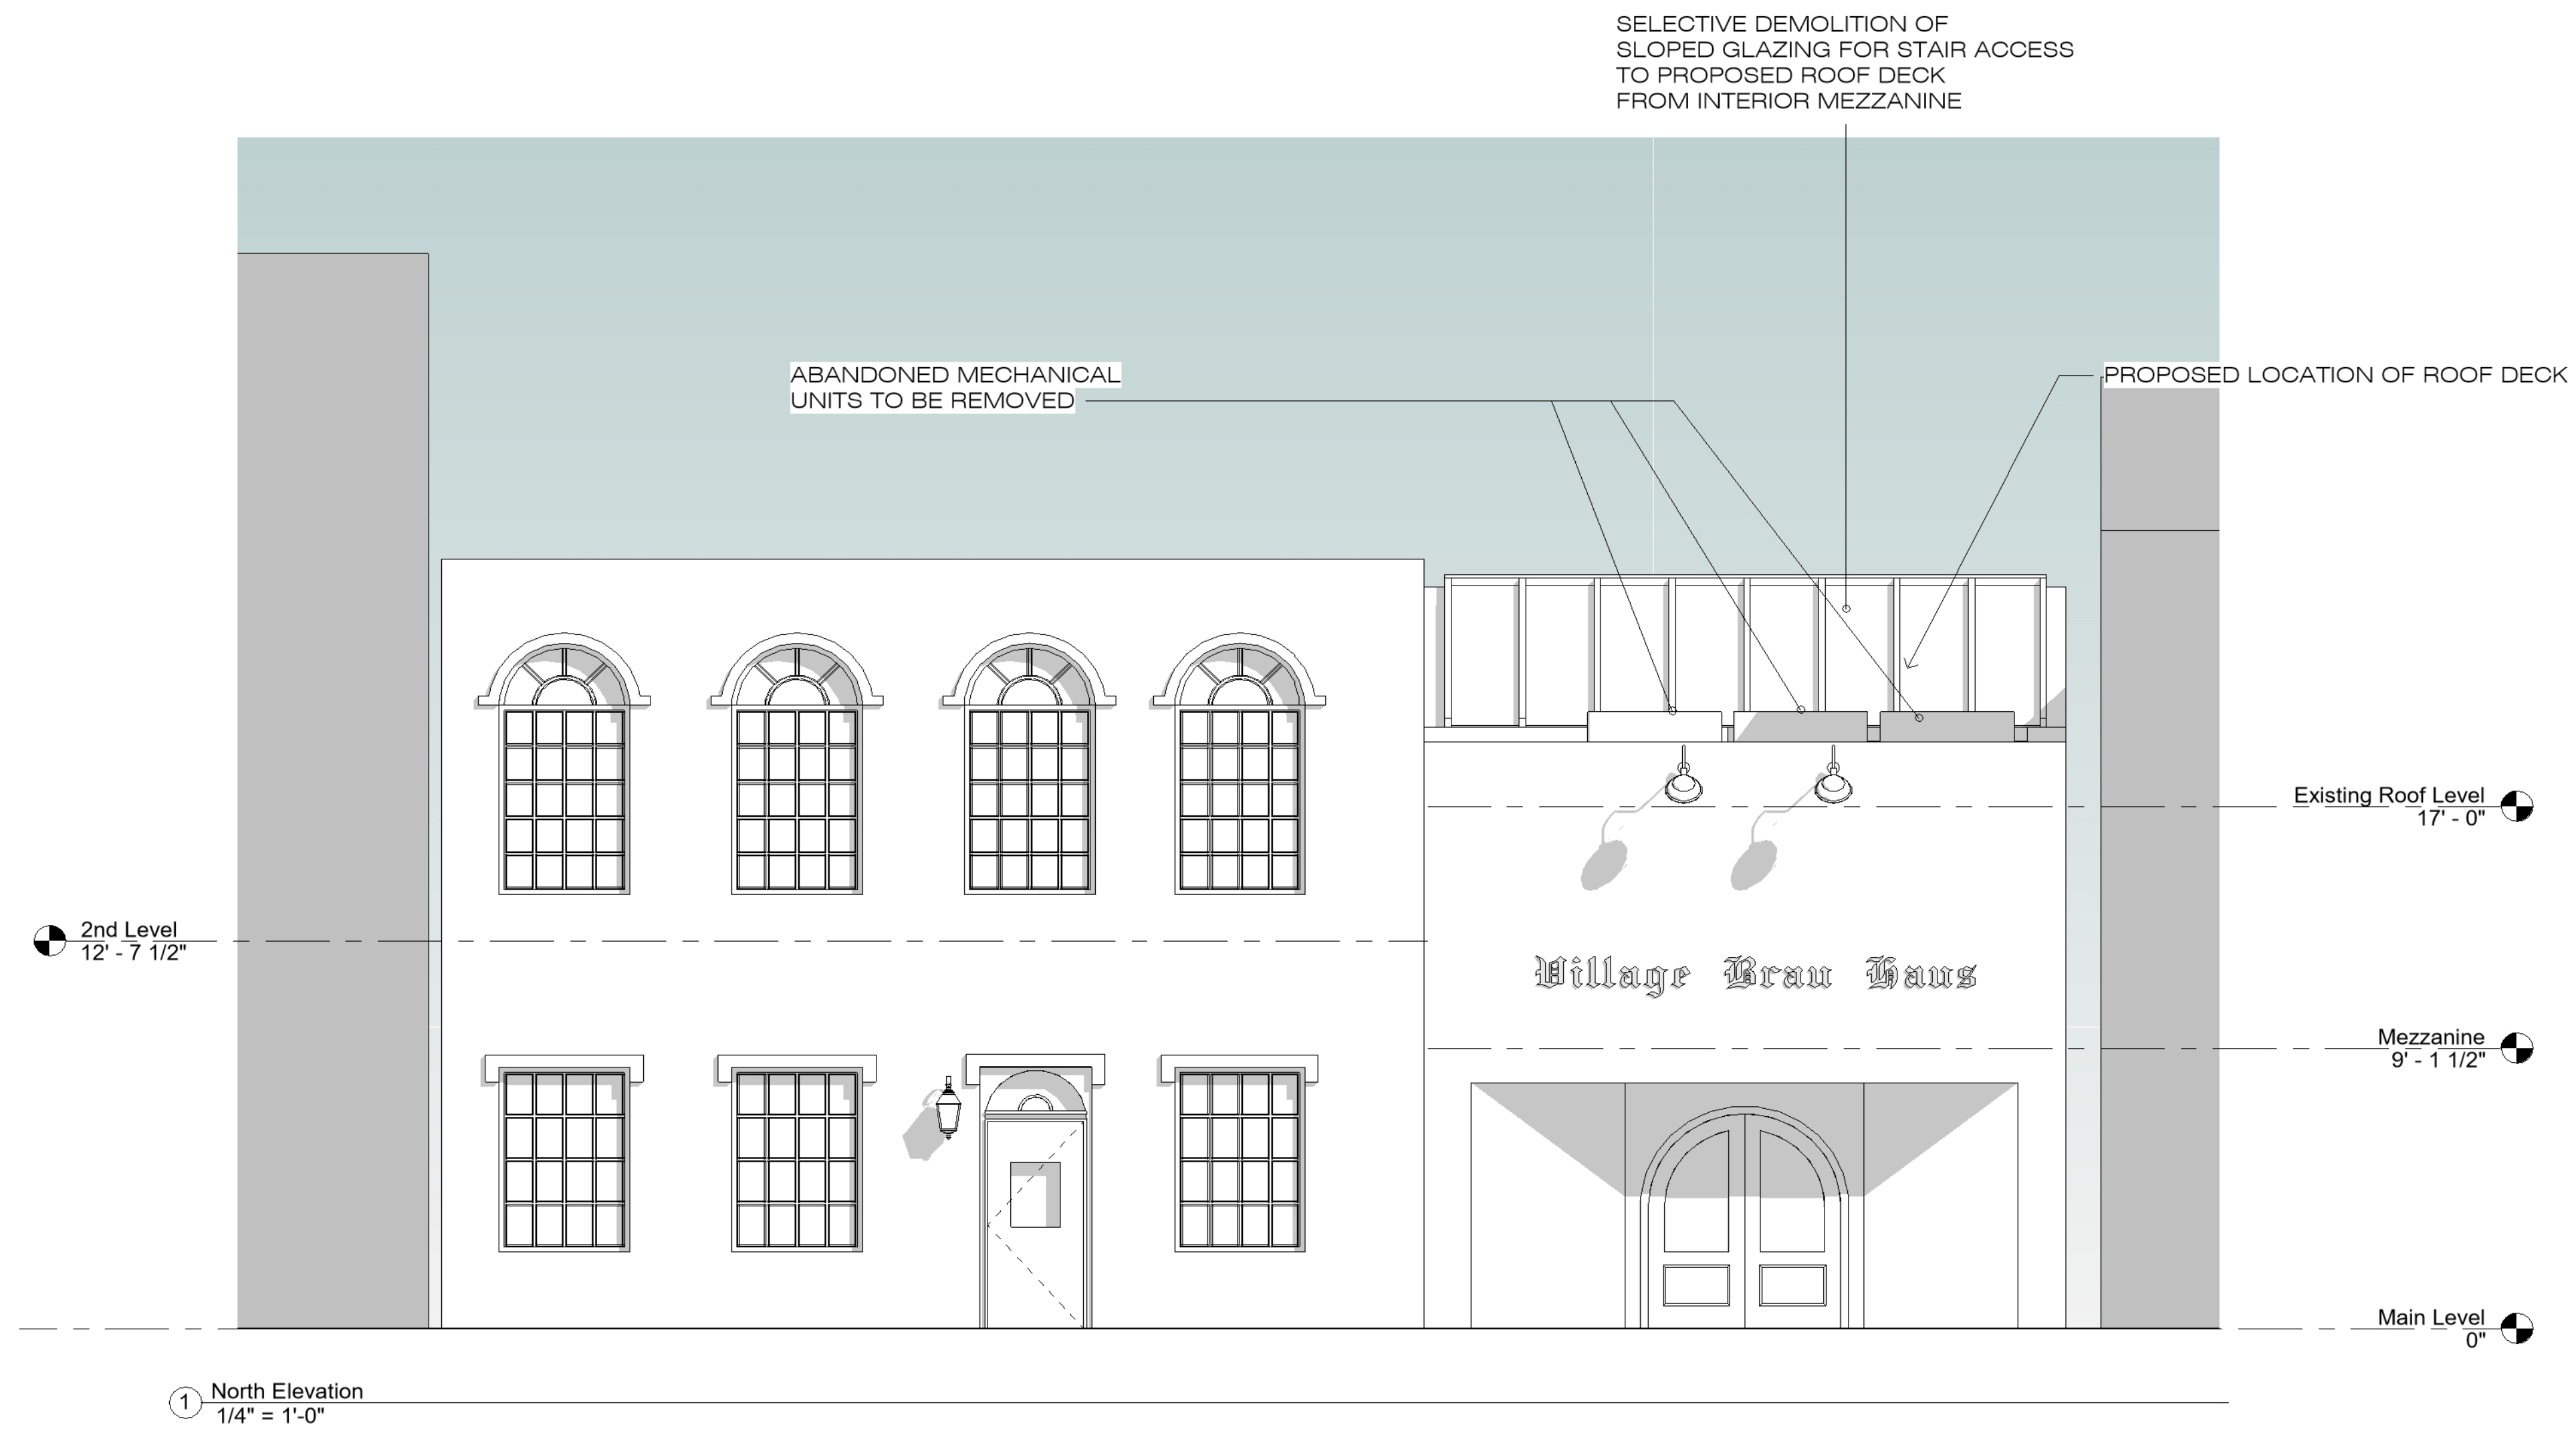 SELECTIVE DEMOLITION OF
SLOPED GLAZING FOR STAIR ACCESS
TO PROPOSED ROOF DECK
FROM INTERIOR MEZZANINE
ABANDONED MECHANICAL
UNITS TO BE REMOVED
PROPOSED LOCATION OF ROOF DECK
Existing Roof Level
17' - 0"
2nd Level
12' - 7 1/2"
Village Brau Haus
Mezzanine
9' - 1 1/2"
Main Level
0"
1
North Elevation
1/4" = 1'-0"